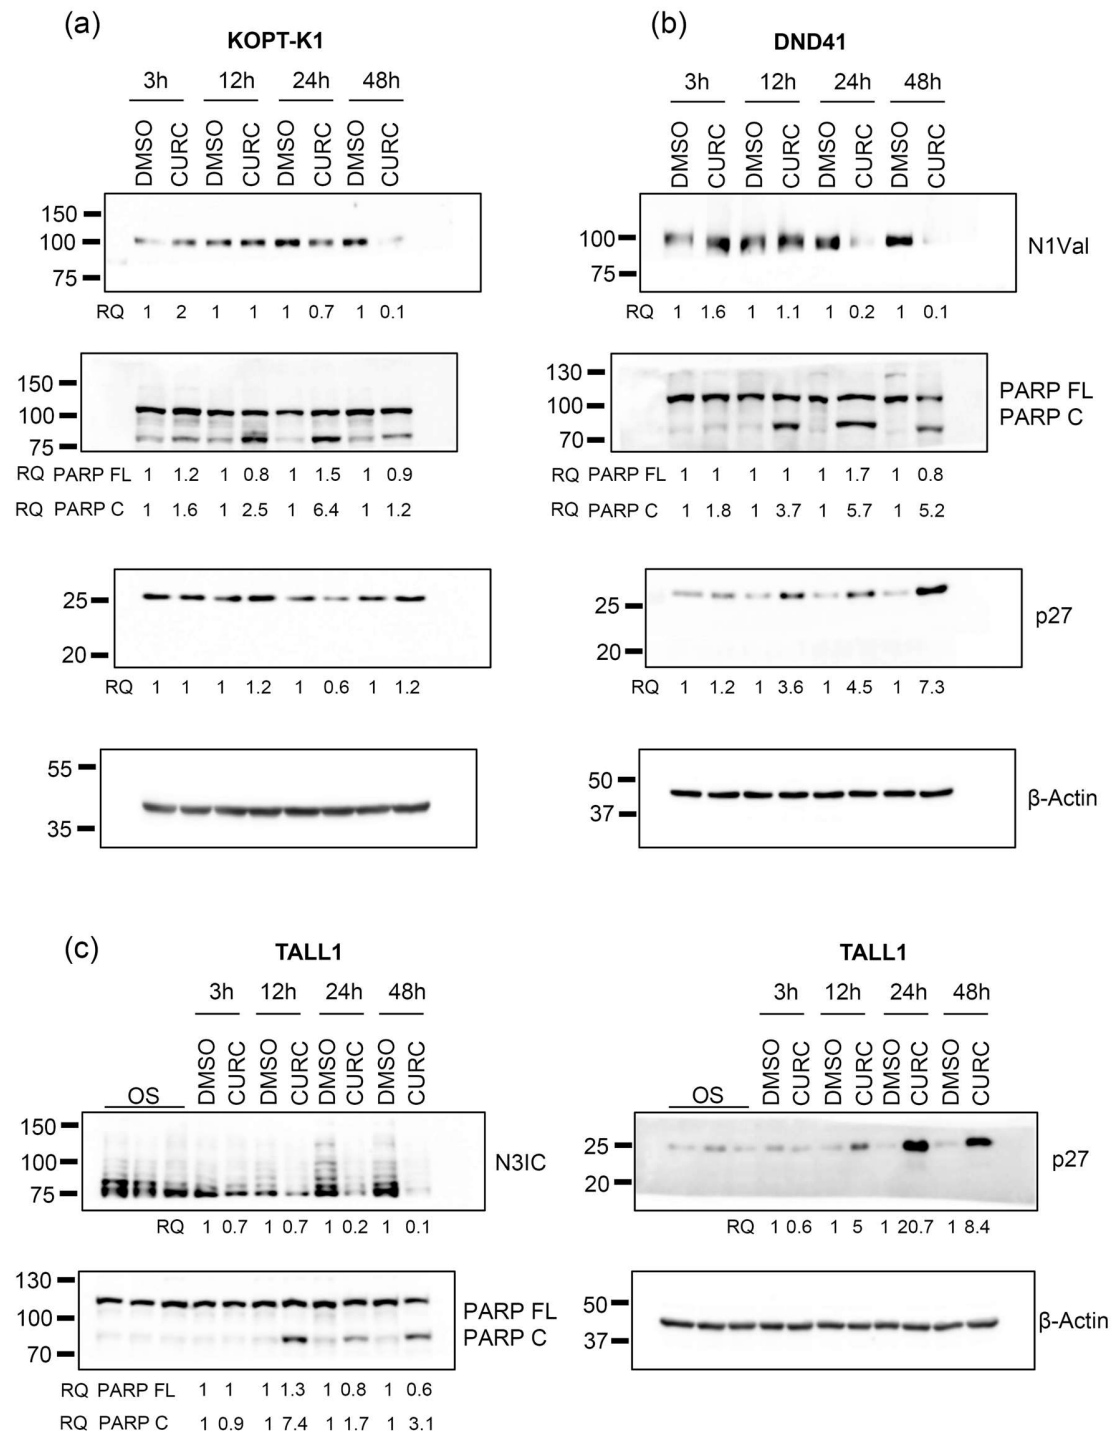 (a)
KOPT-K1
3h 12h 24h 48h
DMSO CURC DMSO CURC DMSO CURC DMSO CURC
150
100
75
RQ 1 2 1 1 1 0.7 1 0.1
150
100
75
RQ PARP FL 1 1.2 1 0.8 1 1.5 1 0.9
RQ PARP C 1 1.6 1 2.5 1 6.4 1 1.2
25
20
RQ 1 1 1 1.2 1 0.6 1 1.2
55
35
(b)
DND41
3h 12h 24h 48h
DMSO CURC DMSO CURC DMSO CURC DMSO CURC
100
75
N1Val
RQ 1 1.6 1 1.1 1 0.2 1 0.1
130
100
70
PARP FL
PARP C
RQ PARP FL 1 1 1 1 1 1.7 1 0.8
RQ PARP C 1 1.8 1 3.7 1 5.7 1 5.2
25
20
p27
RQ 1 1.2 1 3.6 1 4.5 1 7.3
50
37
β-Actin
(c)
TALL1
3h 12h 24h 48h
OS DMSO CURC DMSO CURC DMSO CURC DMSO CURC
150
100
75
N3IC
RQ 1 0.7 1 0.7 1 0.2 1 0.1
130
100
70
PARP FL
PARP C
RQ PARP FL 1 1 1 1.3 1 0.8 1 0.6
RQ PARP C 1 0.9 1 7.4 1 1.7 1 3.1
TALL1
3h 12h 24h 48h
OS DMSO CURC DMSO CURC DMSO CURC DMSO CURC
25
20
p27
RQ 1 0.6 1 5 1 20.7 1 8.4
50
37
β-Actin